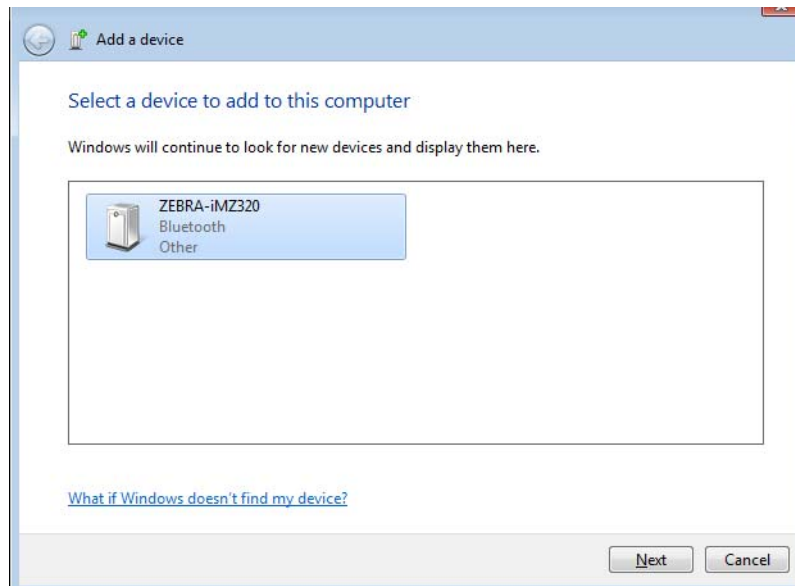 Add a device
Select a device to add to this computer
Windows will continue to look for new devices and display them here.
ZEBRA-iMZ320
Bluetooth
Other
What if Windows doesn't find my device?
Next
Cancel